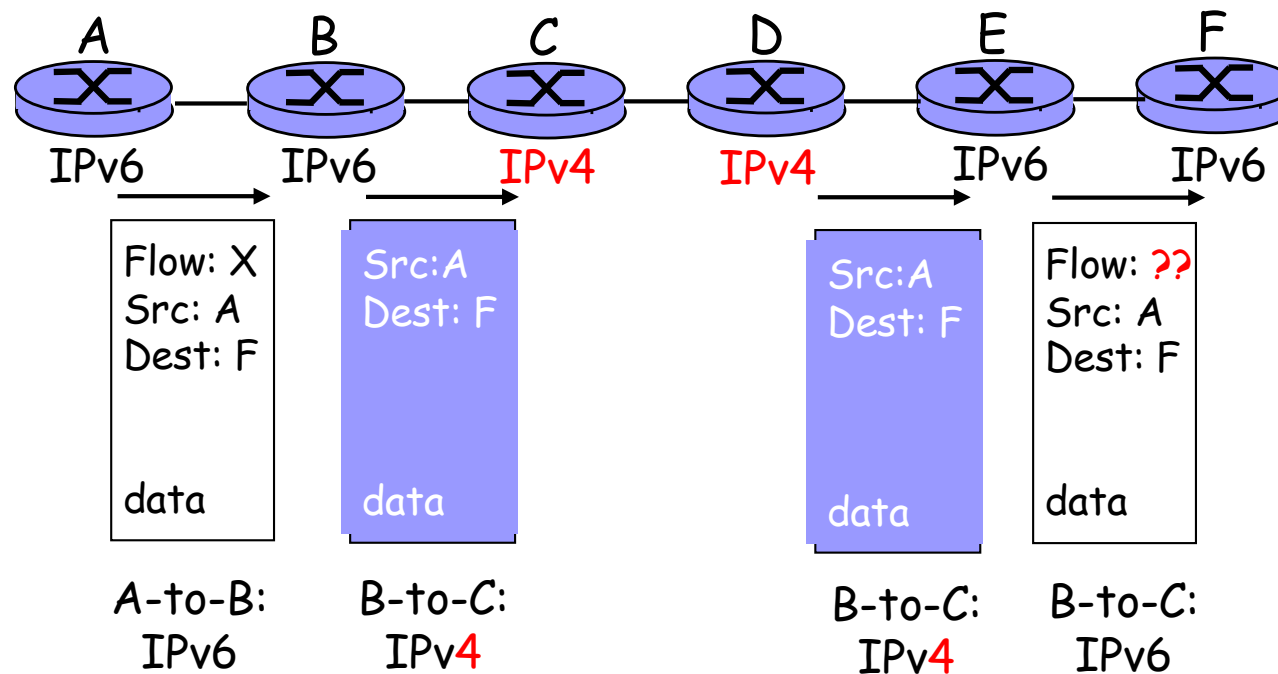 A B C D E F
IPv6 IPv6 IPv4 IPv4 IPv6 IPv6
Flow: X
Src: A
Dest: F
data
A-to-B:
IPv6
Src:A
Dest: F
data
B-to-C:
IPv4
Src:A
Dest: F
data
B-to-C:
IPv4
Flow: ??
Src: A
Dest: F
data
B-to-C:
IPv6